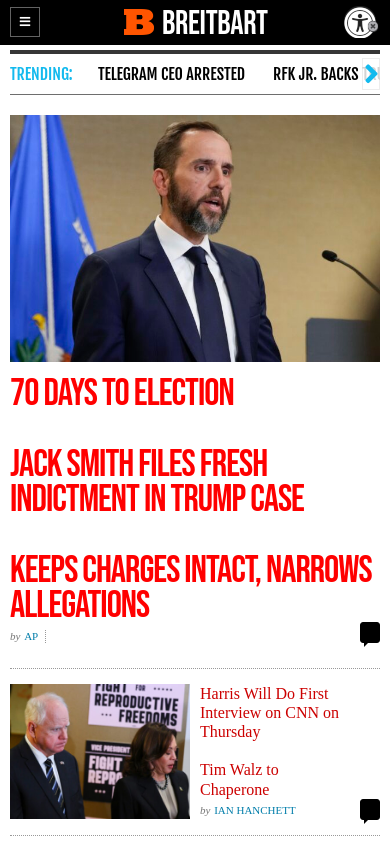 BREITBART
TRENDING: TELEGRAM CEO ARRESTED RFK JR. BACKS
70 DAYS TO ELECTION
JACK SMITH FILES FRESH
INDICTMENT IN TRUMP CASE
KEEPS CHARGES INTACT, NARROWS
ALLEGATIONS
by AP
FIGHT FOR
REPRODUCTIVE
FREEDOMS
VICE PRESIDENT
FIGHT
REPRO
Harris Will Do First
Interview on CNN on
Thursday
Tim Walz to
Chaperone
by IAN HANCHETT